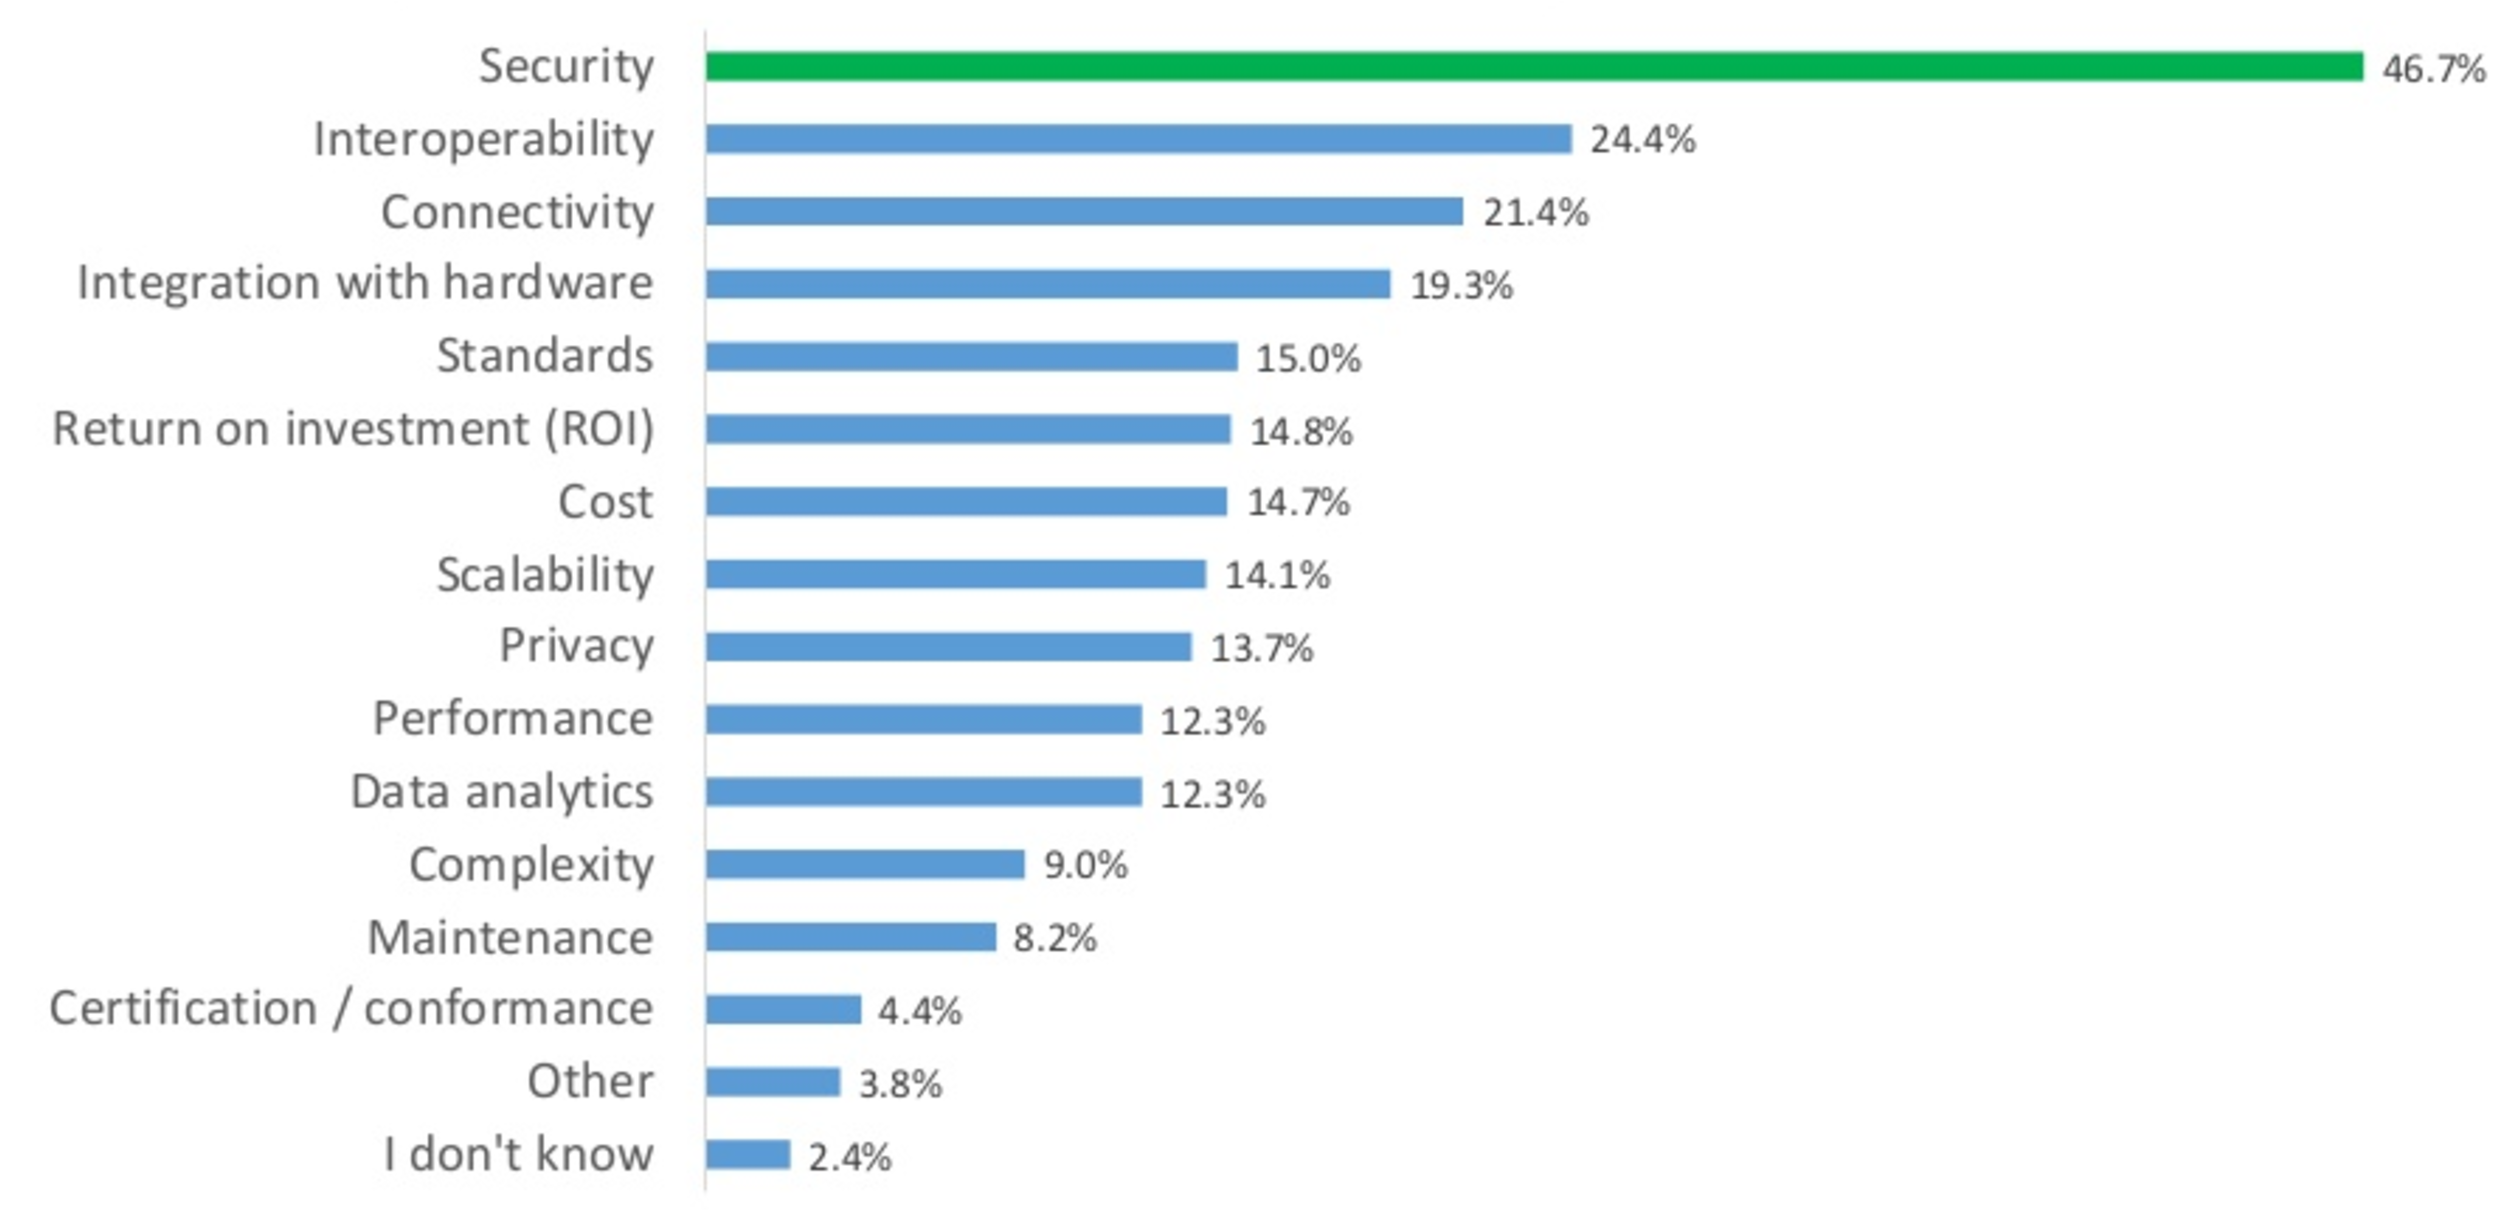 Security 46.7%
Interoperability 24.4%
Connectivity 21.4%
Integration with hardware 19.3%
Standards 15.0%
Return on investment (ROI) 14.8%
Cost 14.7%
Scalability 14.1%
Privacy 13.7%
Performance 12.3%
Data analytics 12.3%
Complexity 9.0%
Maintenance 8.2%
Certification / conformance 4.4%
Other 3.8%
I don't know 2.4%